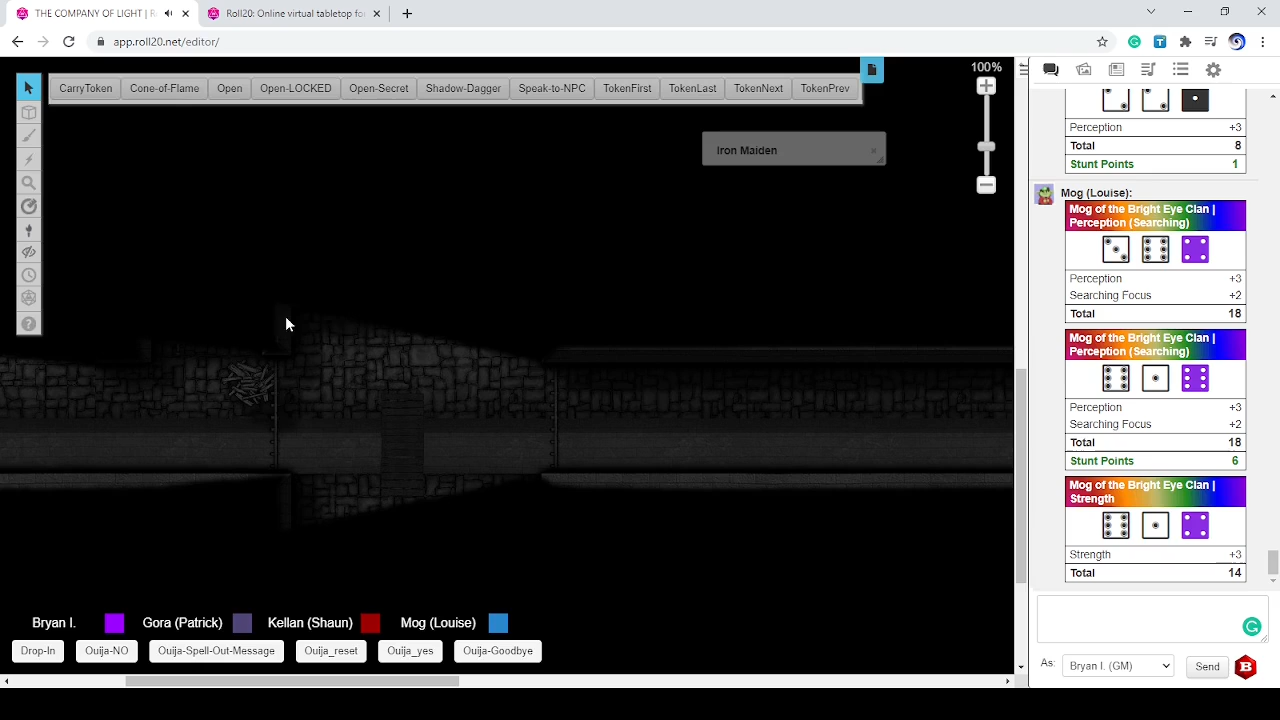 THE COMPANY OF LIGHT | R
Roll20: Online virtual tabletop fo
app.roll20.net/editor/
CarryToken
Cone-of-Flame
Open
Open-LOCKED
Open-Secret
Shadow-Danger
Speak-to-NPC
TokenFirst
TokenLast
TokenNext
TokenPrev
100%
Iron Maiden
Perception +3
Total 8
Stunt Points 1
Mog (Louise):
Mog of the Bright Eye Clan |
Perception (Searching)
Perception +3
Searching Focus +2
Total 18
Mog of the Bright Eye Clan |
Perception (Searching)
Perception +3
Searching Focus +2
Total 18
Stunt Points 6
Mog of the Bright Eye Clan |
Strength
Strength +3
Total 14
Bryan I.
Gora (Patrick)
Kellan (Shaun)
Mog (Louise)
Drop-In
Ouija-NO
Ouija-Spell-Out-Message
Ouija_reset
Ouija_yes
Ouija-Goodbye
As: Bryan I. (GM)
Send
B